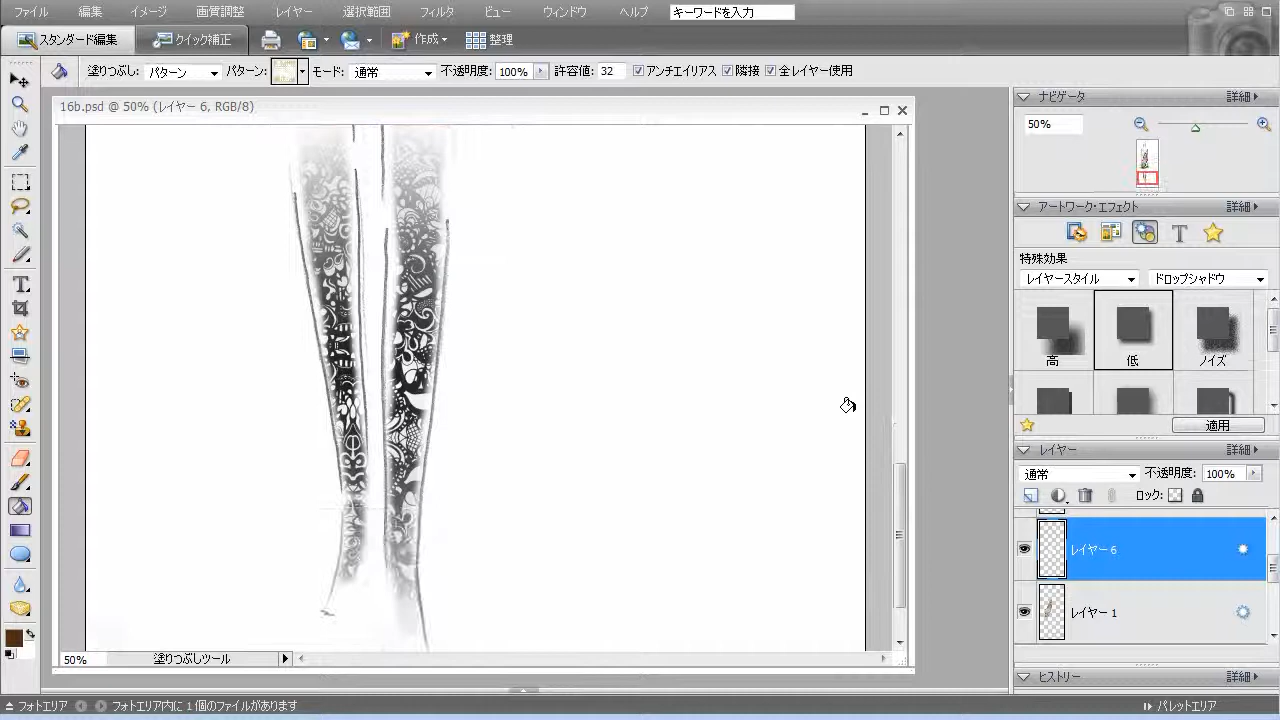 ファイル 編集 イメージ 画質調整 レイヤー 選択範囲 フィルタ ビュー ウィンドウ ヘルプ キーワードを入力
スタンダード編集 クイック補正 作成 整理
塗りつぶし: パターン パターン: モード: 通常 不透明度: 100% 許容値: 32 アンチエイリアス 隣接 全レイヤー使用
16b.psd @ 50% (レイヤー 6, RGB/8)
ナビゲータ 詳細
50%
アートワーク・エフェクト 詳細
特殊効果
レイヤースタイル ドロップシャドウ
高 低 ノイズ
適用
レイヤー 詳細
通常 不透明度: 100%
ロック:
レイヤー 6
レイヤー 1
50% 塗りつぶしツール
ヒストリー 詳細
フォトエリア フォトエリア内に 1 個のファイルがあります パレットエリア